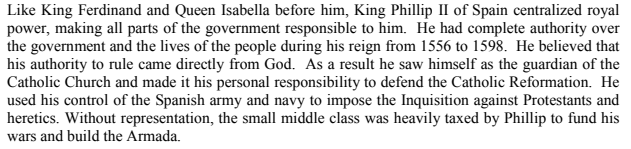 Like King Ferdinand and Queen Isabella before him, King Phillip II of Spain centralized royal
power, making all parts of the government responsible to him.  He had complete authority over
the government and the lives of the people during his reign from 1556 to 1598.  He believed that
his authority to rule came directly from God.  As a result he saw himself as the guardian of the
Catholic Church and made it his personal responsibility to defend the Catholic Reformation.  He
used his control of the Spanish army and navy to impose the Inquisition against Protestants and
heretics. Without representation, the small middle class was heavily taxed by Phillip to fund his
wars and build the Armada.